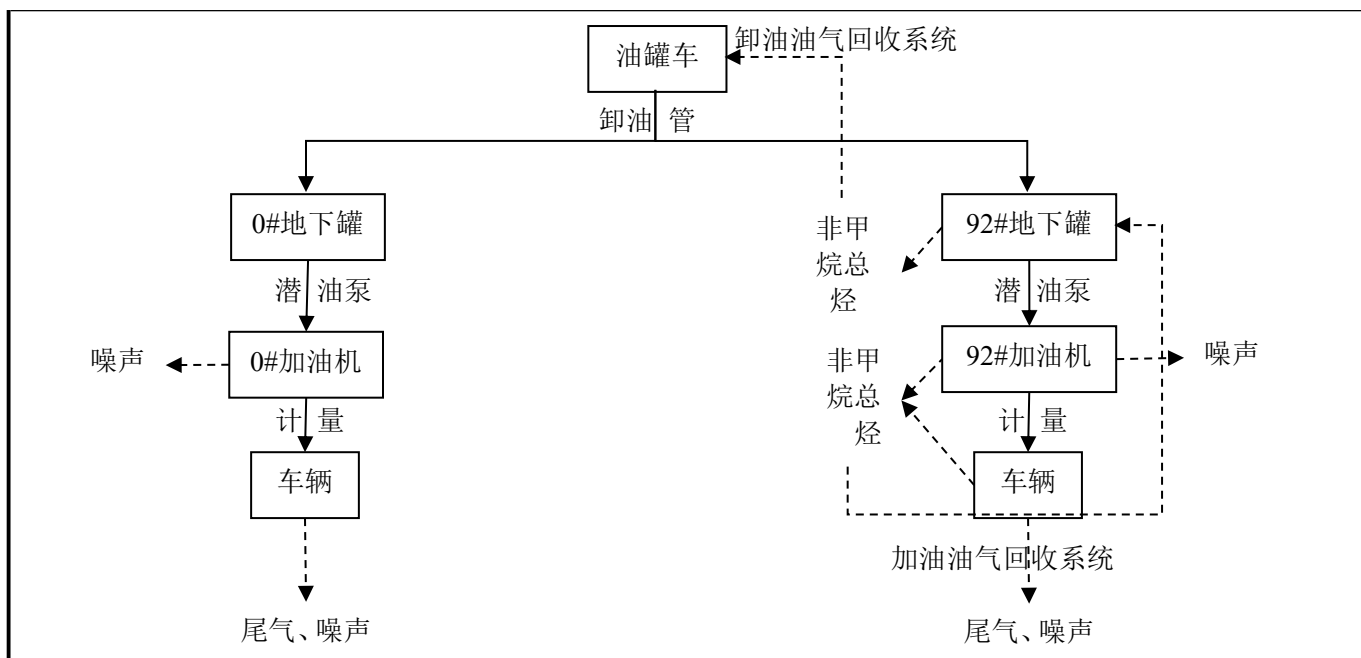 油罐车
卸油油气回收系统
卸油 管
0#地下罐
非甲
烷总
烃
92#地下罐
潜 油泵
潜 油泵
噪声
0#加油机
非甲
烷总
烃
92#加油机
噪声
计 量
计 量
车辆
车辆
加油油气回收系统
尾气、噪声
尾气、噪声